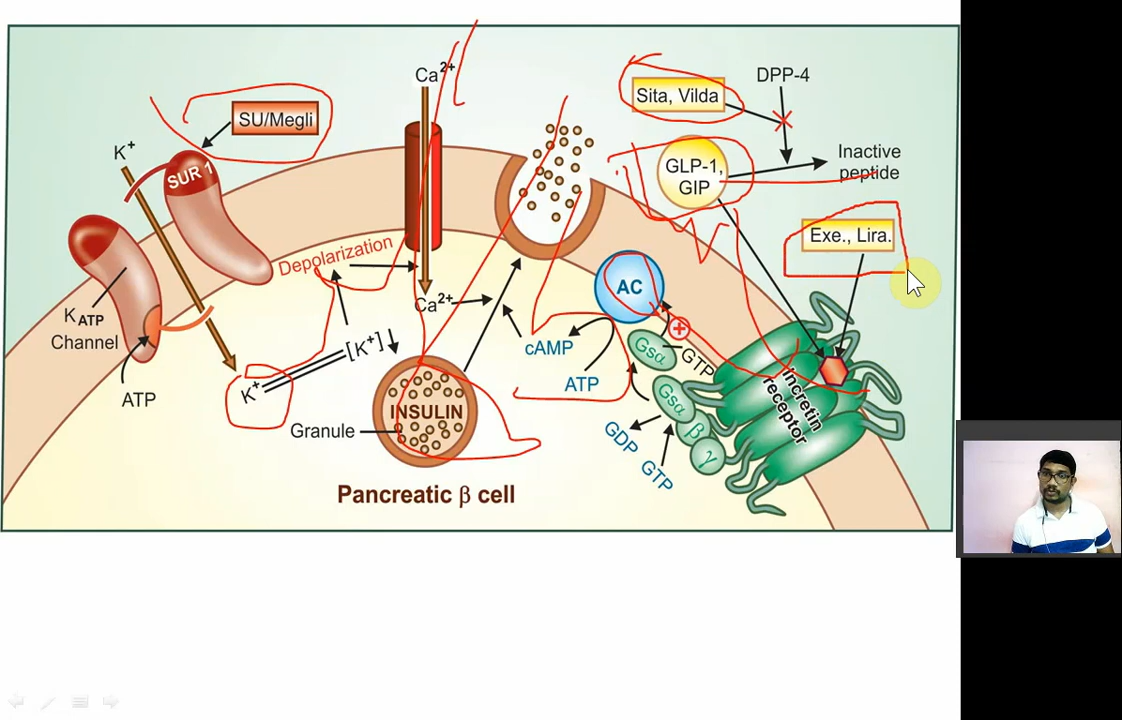 Ca²⁺
SU/Megli
K⁺
SUR 1
K ATP
Channel
ATP
Depolarization
Ca²⁺
[K⁺]
K⁺
INSULIN
Granule
Pancreatic β cell
Sita, Vilda
DPP-4
GLP-1,
GIP
Inactive
peptide
Exe., Lira.
AC
+
cAMP
ATP
Gsα
GTP
Gsα
β
γ
GDP
GTP
Incretin
receptor